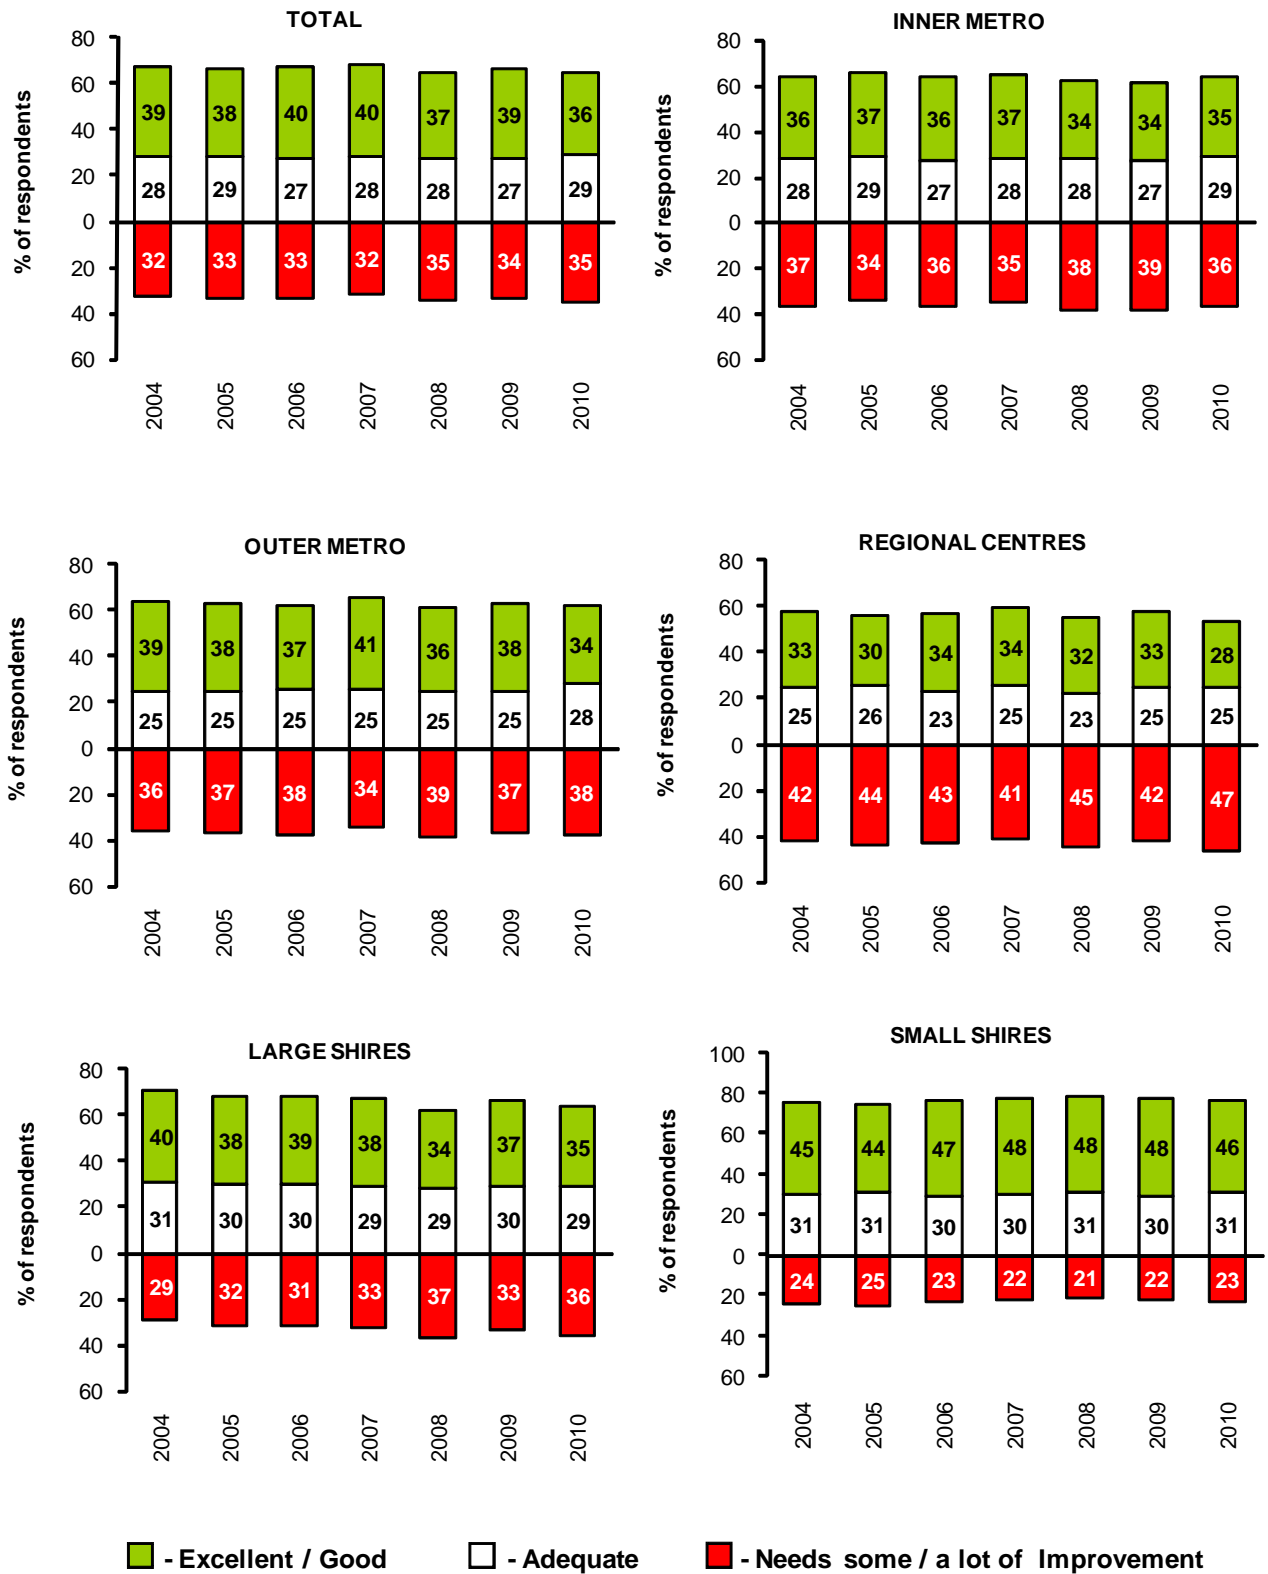 TOTAL
80
60
40
20
0
20
40
60
% of respondents
39 38 40 40 37 39 36
28 29 27 28 28 27 29
32 33 33 32 35 34 35
2004 2005 2006 2007 2008 2009 2010
INNER METRO
80
60
40
20
0
20
40
60
% of respondents
36 37 36 37 34 34 35
28 29 27 28 28 27 29
37 34 36 35 38 39 36
2004 2005 2006 2007 2008 2009 2010
OUTER METRO
80
60
40
20
0
20
40
60
% of respondents
39 38 37 41 36 38 34
25 25 25 25 25 25 28
36 37 38 34 39 37 38
2004 2005 2006 2007 2008 2009 2010
REGIONAL CENTRES
80
60
40
20
0
20
40
60
% of respondents
33 30 34 34 32 33 28
25 26 23 25 23 25 25
42 44 43 41 45 42 47
2004 2005 2006 2007 2008 2009 2010
LARGE SHIRES
80
60
40
20
0
20
40
60
% of respondents
40 38 39 38 34 37 35
31 30 30 29 29 30 29
29 32 31 33 37 33 36
2004 2005 2006 2007 2008 2009 2010
SMALL SHIRES
100
80
60
40
20
0
20
40
60
% of respondents
45 44 47 48 48 48 46
31 31 30 30 31 30 31
24 25 23 22 21 22 23
2004 2005 2006 2007 2008 2009 2010
- Excellent / Good - Adequate - Needs some / a lot of Improvement